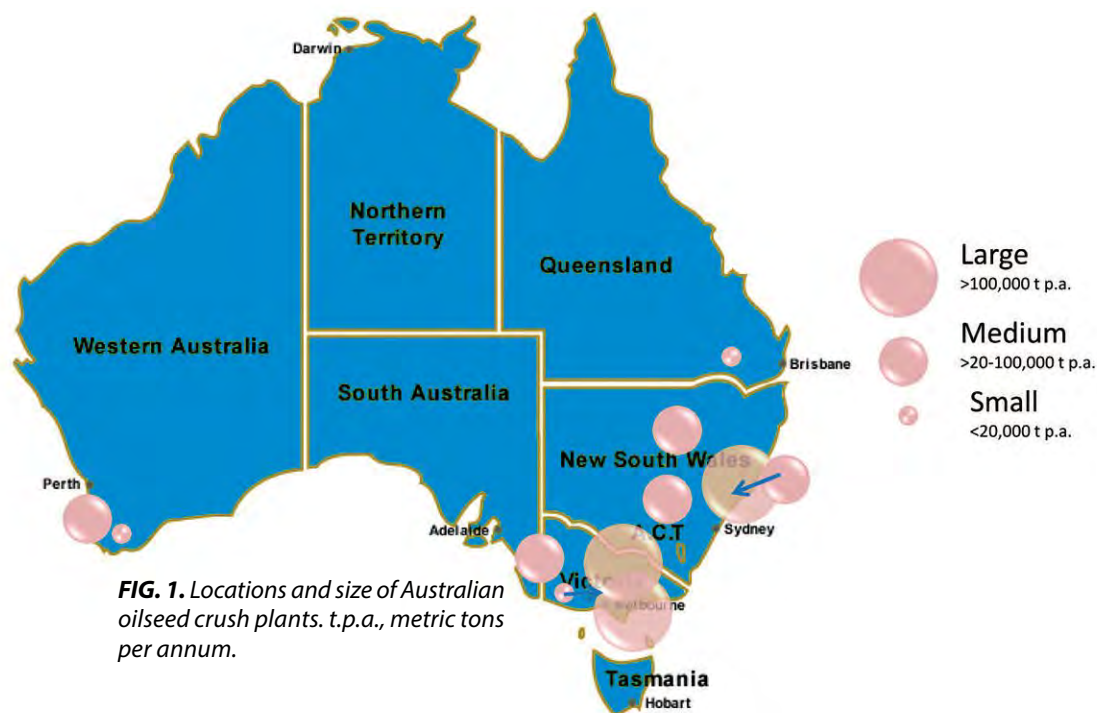 Darwin
Northern
Territory
Queensland
Western Australia
South Australia
Brisbane
New South Wales
Perth
Adelaide
A.C.T
Sydney
Victoria
Melbourne
Tasmania
Hobart
Large
>100,000 t p.a.
Medium
>20-100,000 t p.a.
Small
<20,000 t p.a.
FIG. 1. Locations and size of Australian
oilseed crush plants. t.p.a., metric tons
per annum.